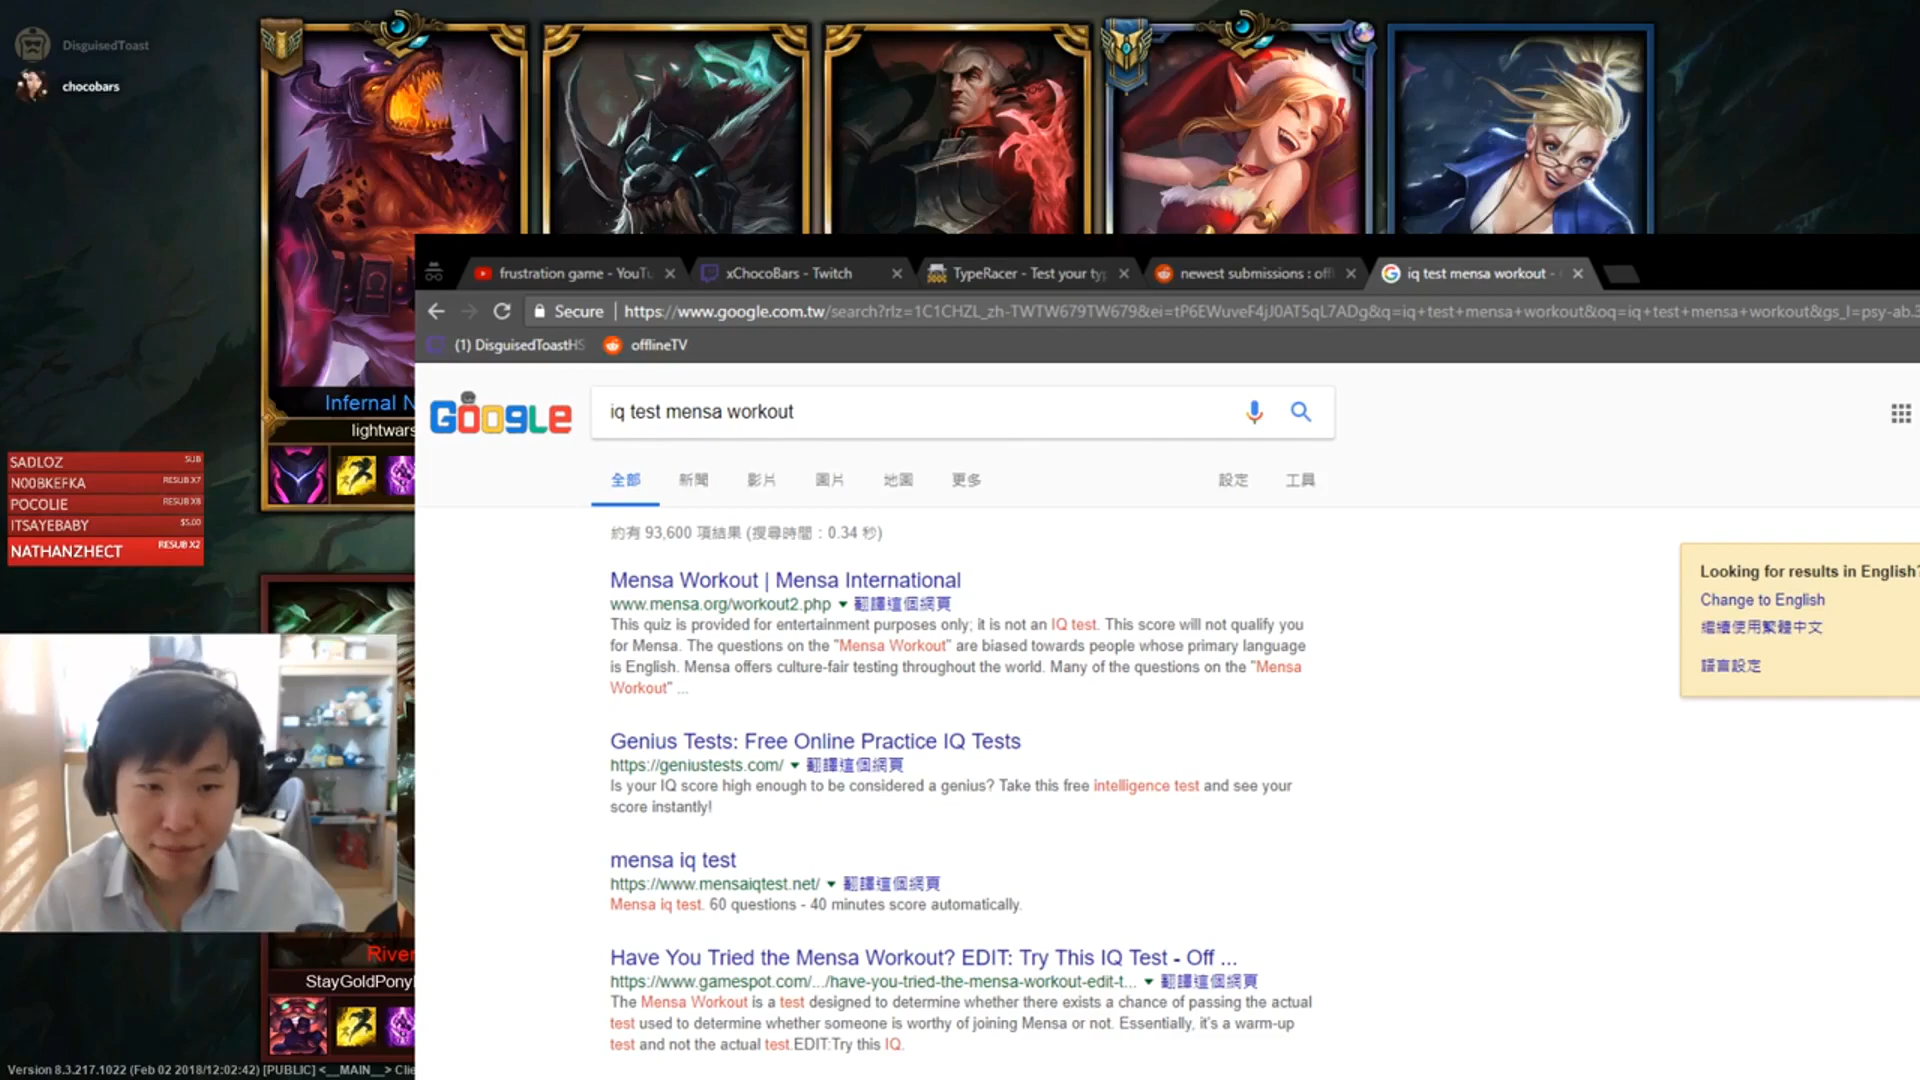 DisguisedToast
chocobars
frustration game - YouTu
xChocoBars - Twitch
TypeRacer - Test your typ
newest submissions : offl
iq test mensa workout -
Secure
https://www.google.com.tw/search?rlz=1C1CHZL_zh-TWTW679TW679&ei=tP6EWuveF4jJ0AT5qL7ADg&q=iq+test+mensa+workout&oq=iq+test+mensa+workout&gs_l=psy-ab.3
(1) DisguisedToastHS
offlineTV
Google
iq test mensa workout
全部 新聞 影片 圖片 地圖 更多 設定 工具
約有 93,600 項結果 (搜尋時間：0.34 秒)
Mensa Workout | Mensa International
www.mensa.org/workout2.php 翻譯這個網頁
This quiz is provided for entertainment purposes only; it is not an IQ test. This score will not qualify you
for Mensa. The questions on the "Mensa Workout" are biased towards people whose primary language
is English. Mensa offers culture-fair testing throughout the world. Many of the questions on the "Mensa
Workout" ...
Genius Tests: Free Online Practice IQ Tests
https://geniustests.com/ 翻譯這個網頁
Is your IQ score high enough to be considered a genius? Take this free intelligence test and see your
score instantly!
mensa iq test
https://www.mensaiqtest.net/ 翻譯這個網頁
Mensa iq test. 60 questions - 40 minutes score automatically.
Have You Tried the Mensa Workout? EDIT: Try This IQ Test - Off ...
https://www.gamespot.com/.../have-you-tried-the-mensa-workout-edit-t... 翻譯這個網頁
The Mensa Workout is a test designed to determine whether there exists a chance of passing the actual
test used to determine whether someone is worthy of joining Mensa or not. Essentially, it's a warm-up
test and not the actual test.EDIT:Try this IQ.
Looking for results in English?
Change to English
繼續使用繁體中文
語言設定
Infernal N
lightwars
SADLOZ SUB
N00BKEFKA RESUB X7
POCOLIE RESUB X8
ITSAYEBABY $5.00
NATHANZHECT RESUB X2
Riven
StayGoldPonyl
Version 8.3.217.1022 (Feb 02 2018/12:02:42) [PUBLIC] <__MAIN__> Clie